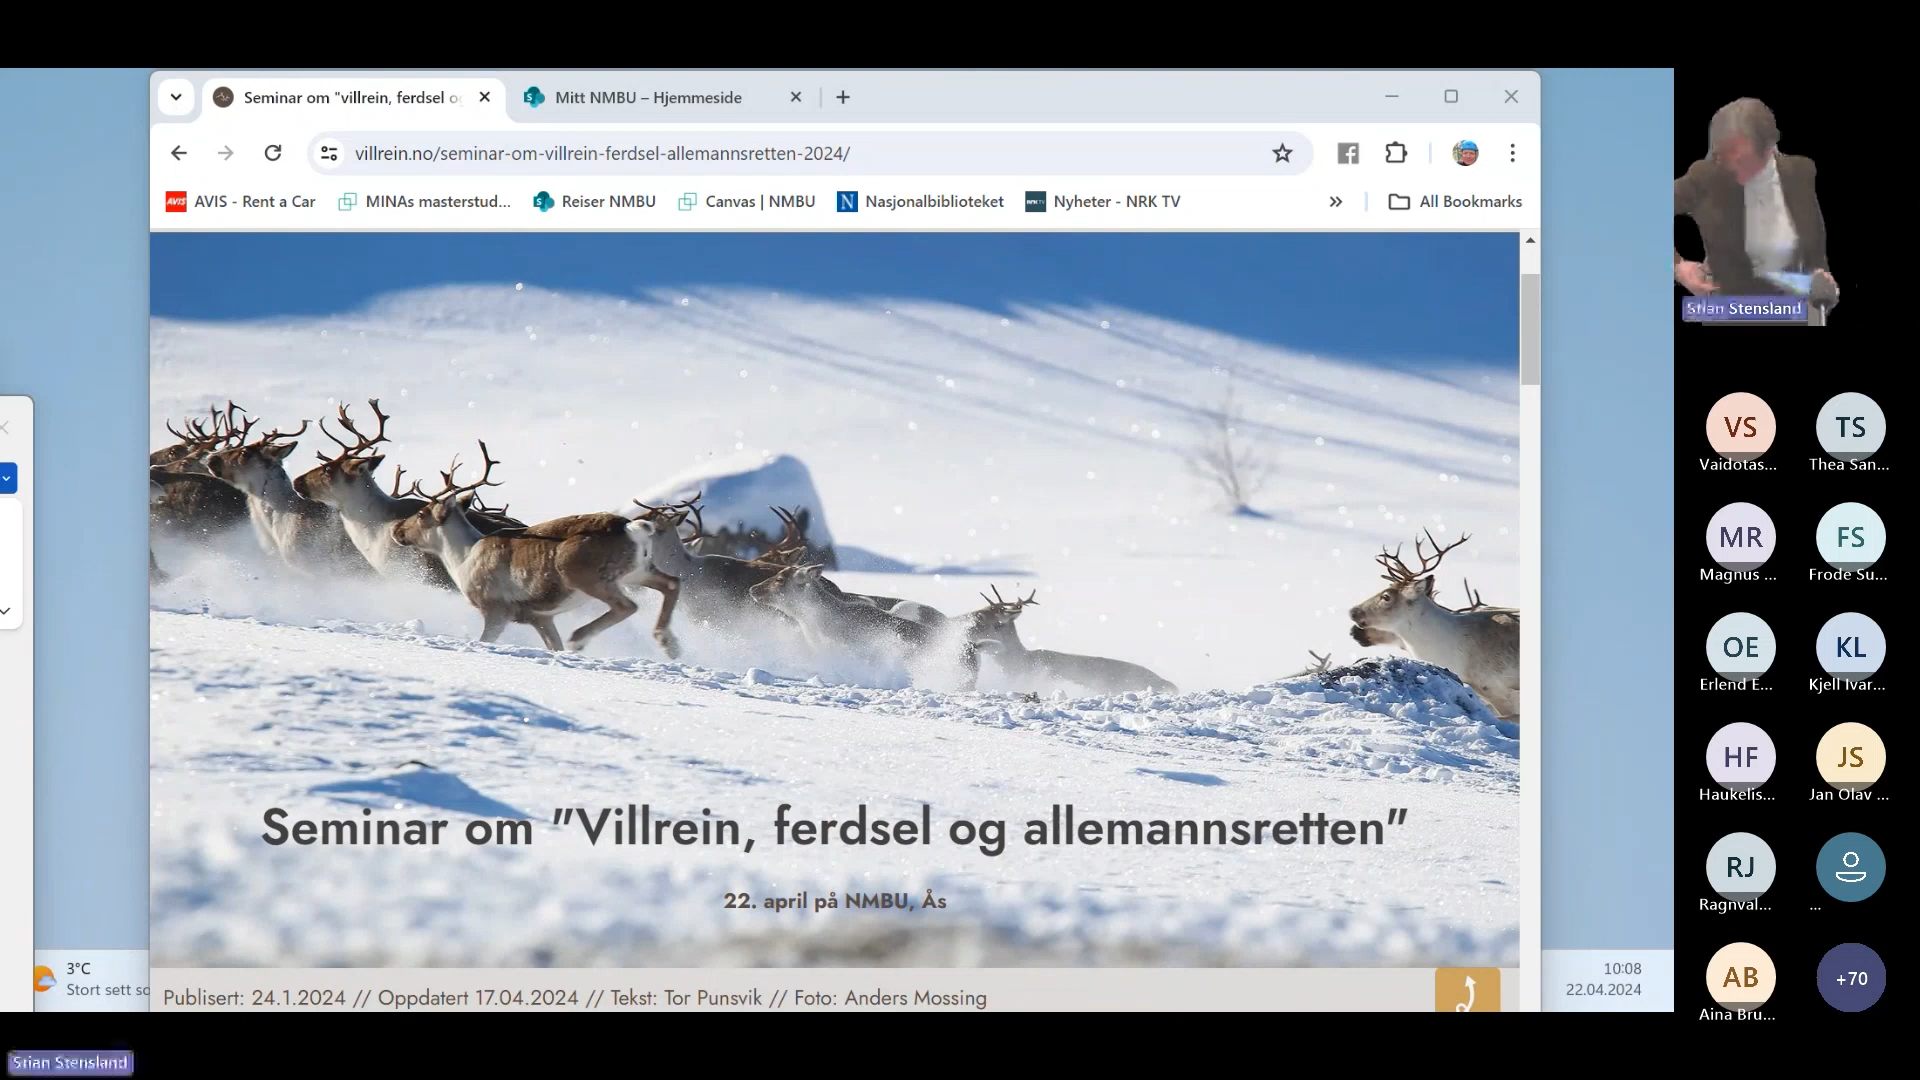 Seminar om "villrein, ferdsel o
Mitt NMBU – Hjemmeside
villrein.no/seminar-om-villrein-ferdsel-allemannsretten-2024/
AVIS AVIS - Rent a Car
MINAs masterstud...
Reiser NMBU
Canvas | NMBU
N Nasjonalbiblioteket
Nyheter - NRK TV
All Bookmarks
Seminar om "Villrein, ferdsel og allemannsretten"
22. april på NMBU, Ås
Publisert: 24.1.2024 // Oppdatert 17.04.2024 // Tekst: Tor Punsvik // Foto: Anders Mossing
3°C
Stort sett so
10:08
22.04.2024
Stian Stensland
VS
Vaidotas...
TS
Thea San...
MR
Magnus ...
FS
Frode Su...
OE
Erlend E...
KL
Kjell Ivar...
HF
Haukelis...
JS
Jan Olav ...
RJ
Ragnval...
...
AB
Aina Bru...
+70
Stian Stensland